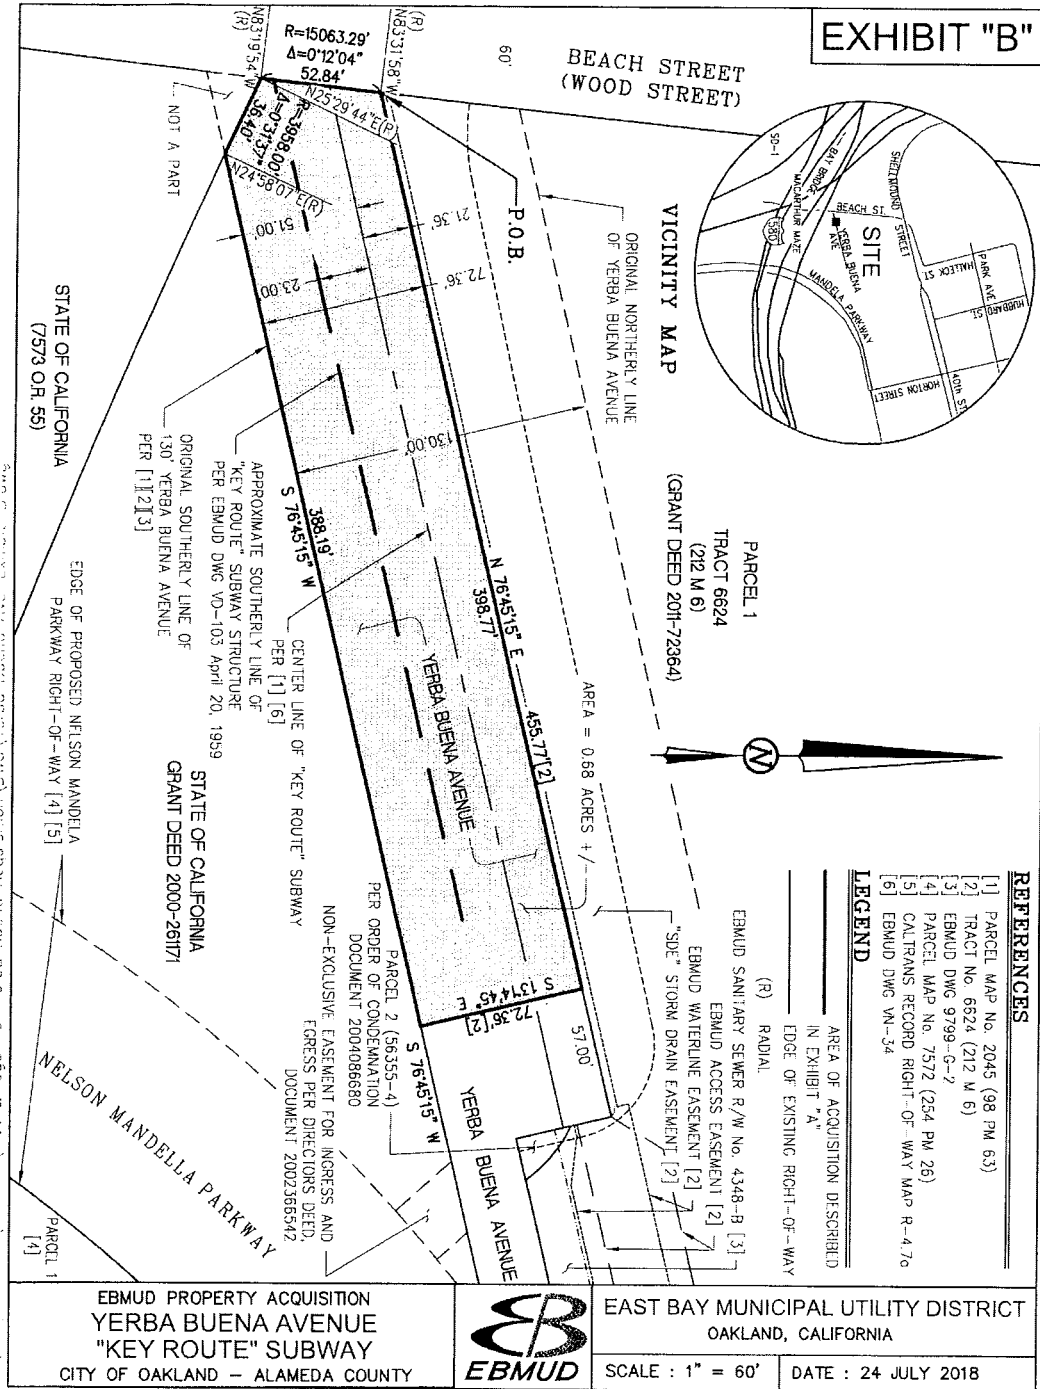 EXHIBIT "B"
BEACH STREET
(WOOD STREET)
60'
N83°31'58"W
(R)
R=15063.29'
Δ=0°12'04"
52.84'
N83°19'54"W
(R)
N25°29'44"E(R)
R=3958.00'
Δ=0°31'37"
36.40'
N24°58'07"E(R)
NOT A PART
P.O.B.
51.00'
23.00'
21.36'
72.36'
130.00'
ORIGINAL NORTHERLY LINE
OF YERBA BUENA AVENUE
VICINITY MAP
SD-1
BAY BRIDGE
MACARTHUR MAZE
580
BEACH ST.
SHELLMOUND STREET
SITE
YERBA BUENA
AVE
MANDELA PARKWAY
PARK AVE
HALLECK ST.
HUBBARD ST.
HORTON STREET
40th ST.
PARCEL 1
TRACT 6624
(212 M 6)
(GRANT DEED 2011-72364)
N
STATE OF CALIFORNIA
(7573 O.R. 55)
ORIGINAL SOUTHERLY LINE OF
130' YERBA BUENA AVENUE
PER [1][2][3]
APPROXIMATE SOUTHERLY LINE OF
"KEY ROUTE" SUBWAY STRUCTURE
PER EBMUD DWG VD-103 April 20, 1959
CENTER LINE OF "KEY ROUTE" SUBWAY
PER [1] [6]
388.19'
S 76°45'15" W
N 76°45'15" E
398.77'
455.77'[2]
YERBA BUENA AVENUE
AREA = 0.68 ACRES +/-
S 13°14'45" E
72.36'[2]
57.00'
S 76°45'15" W
YERBA BUENA AVENUE
STATE OF CALIFORNIA
GRANT DEED 2000-261171
EDGE OF PROPOSED NELSON MANDELA
PARKWAY RIGHT-OF-WAY [4] [5]
NELSON MANDELLA PARKWAY
PARCEL 1
[4]
PARCEL 2 (56355-4)
PER ORDER OF CONDEMNATION
DOCUMENT 2004086680
NON-EXCLUSIVE EASEMENT FOR INGRESS AND
EGRESS PER DIRECTORS DEED,
DOCUMENT 2002366542
EBMUD SANITARY SEWER R/W No. 4348-B [3]
EBMUD ACCESS EASEMENT [2]
EBMUD WATERLINE EASEMENT [2]
"SDE" STORM DRAIN EASEMENT [2]
REFERENCES
[1] PARCEL MAP No. 2045 (98 PM 63)
[2] TRACT No. 6624 (212 M 6)
[3] EBMUD DWG 9799-G-2
[4] PARCEL MAP No. 7572 (254 PM 26)
[5] CALTRANS RECORD RIGHT-OF-WAY MAP R-4.7a
[6] EBMUD DWG VN-34
LEGEND
AREA OF ACQUISITION DESCRIBED
IN EXHIBIT "A"
EDGE OF EXISTING RIGHT-OF-WAY
(R) RADIAL
EBMUD PROPERTY ACQUISITION
YERBA BUENA AVENUE
"KEY ROUTE" SUBWAY
CITY OF OAKLAND - ALAMEDA COUNTY
EBMUD
EAST BAY MUNICIPAL UTILITY DISTRICT
OAKLAND, CALIFORNIA
SCALE : 1" = 60'
DATE : 24 JULY 2018